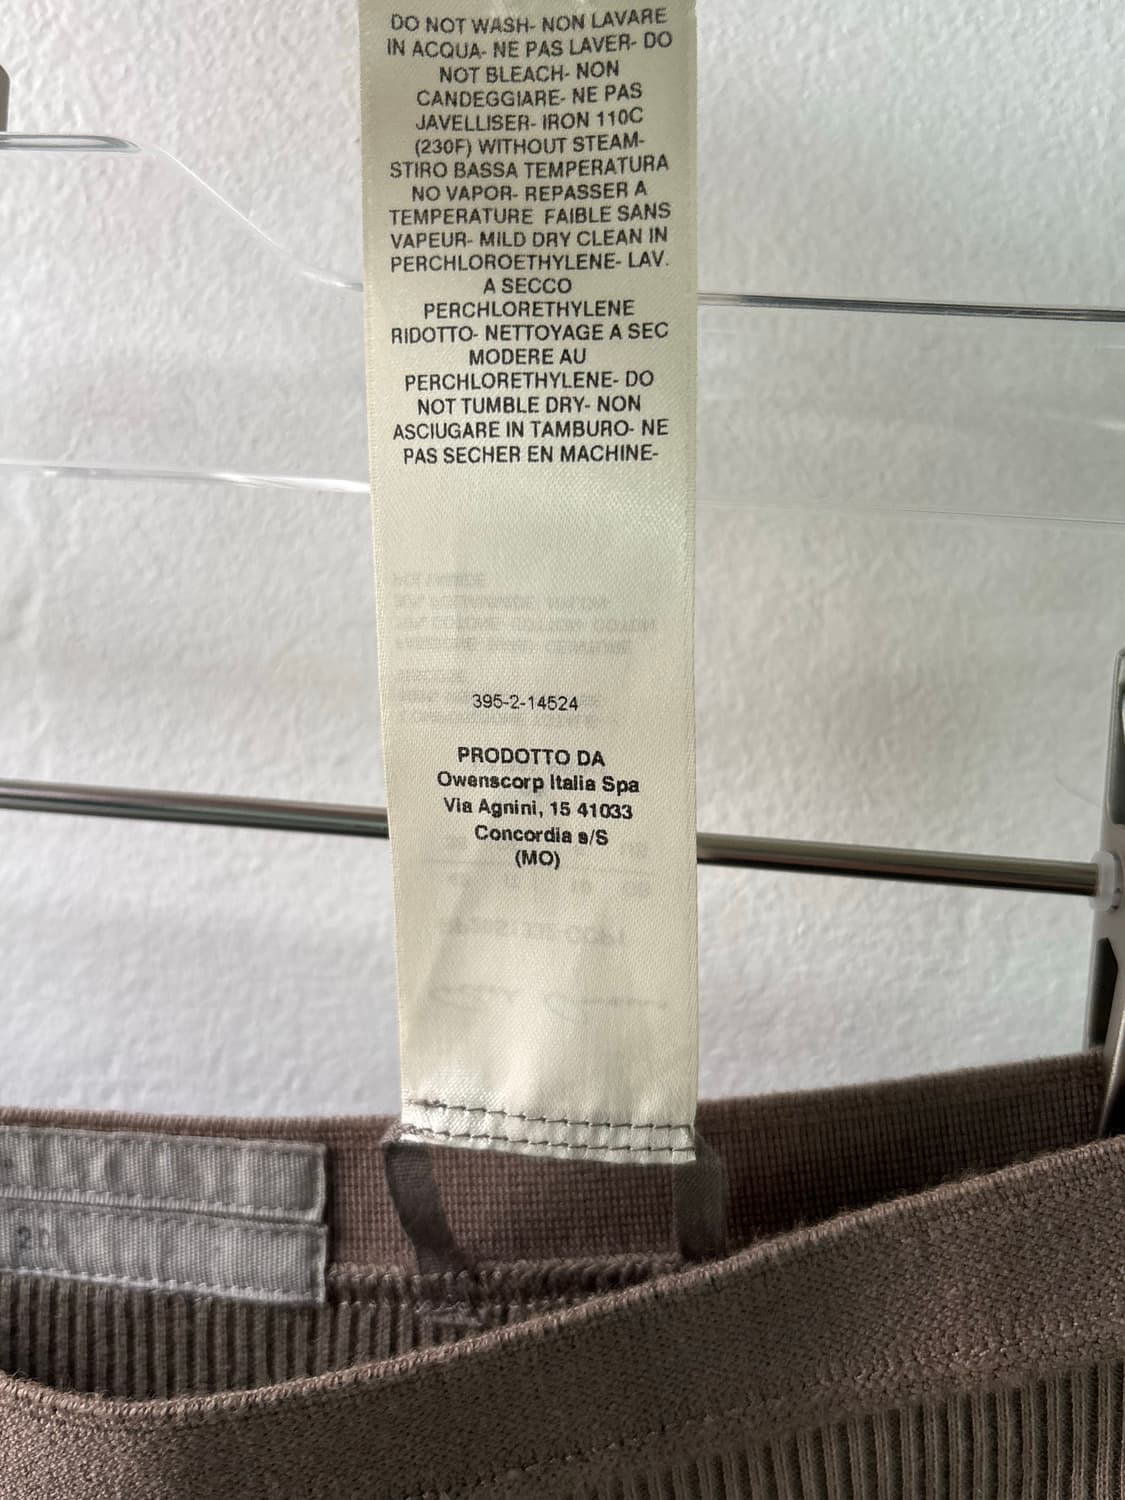 DO NOT WASH- NON LAVARE
IN ACQUA- NE PAS LAVER- DO
NOT BLEACH- NON
CANDEGGIARE- NE PAS
JAVELLISER- IRON 110C
(230F) WITHOUT STEAM-
STIRO BASSA TEMPERATURA
NO VAPOR- REPASSER A
TEMPERATURE FAIBLE SANS
VAPEUR- MILD DRY CLEAN IN
PERCHLOROETHYLENE- LAV.
A SECCO
PERCHLORETHYLENE
RIDOTTO- NETTOYAGE A SEC
MODERE AU
PERCHLORETHYLENE- DO
NOT TUMBLE DRY- NON
ASCIUGARE IN TAMBURO- NE
PAS SECHER EN MACHINE-
395-2-14524
PRODOTTO DA
Owenscorp Italia Spa
Via Agnini, 15 41033
Concordia s/S
(MO)